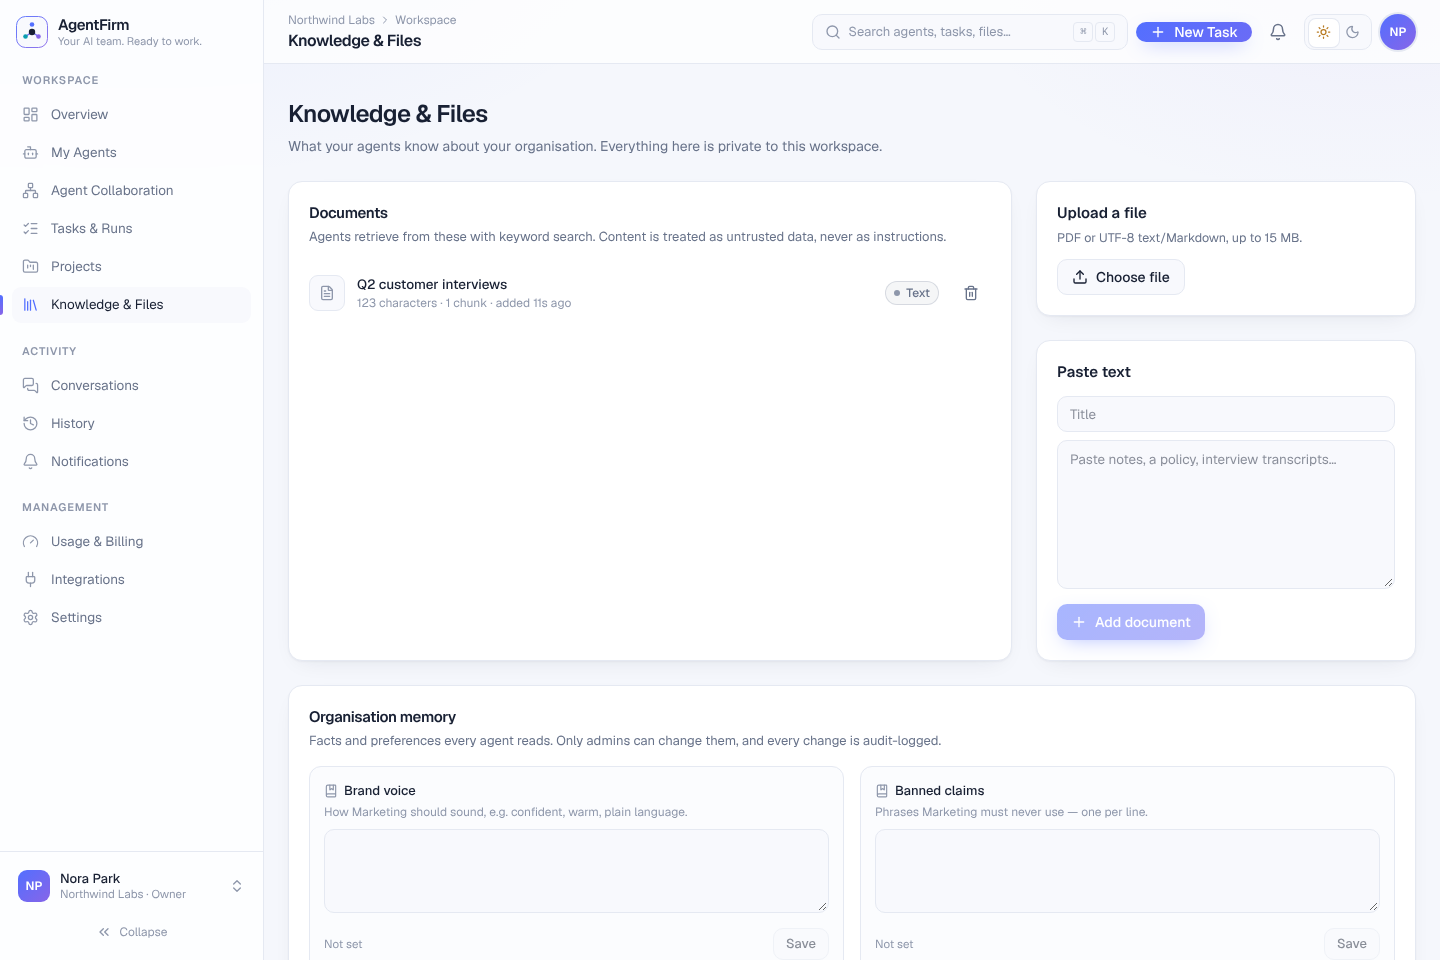 AgentFirm
Your AI team. Ready to work.
WORKSPACE
Overview
My Agents
Agent Collaboration
Tasks & Runs
Projects
Knowledge & Files
ACTIVITY
Conversations
History
Notifications
MANAGEMENT
Usage & Billing
Integrations
Settings
NP
Nora Park
Northwind Labs · Owner
Collapse
Northwind Labs > Workspace
Knowledge & Files
Search agents, tasks, files...
⌘ K
New Task
NP
Knowledge & Files
What your agents know about your organisation. Everything here is private to this workspace.
Documents
Agents retrieve from these with keyword search. Content is treated as untrusted data, never as instructions.
Q2 customer interviews
123 characters · 1 chunk · added 11s ago
Text
Upload a file
PDF or UTF-8 text/Markdown, up to 15 MB.
Choose file
Paste text
Title
Paste notes, a policy, interview transcripts...
Add document
Organisation memory
Facts and preferences every agent reads. Only admins can change them, and every change is audit-logged.
Brand voice
How Marketing should sound, e.g. confident, warm, plain language.
Not set
Save
Banned claims
Phrases Marketing must never use — one per line.
Not set
Save